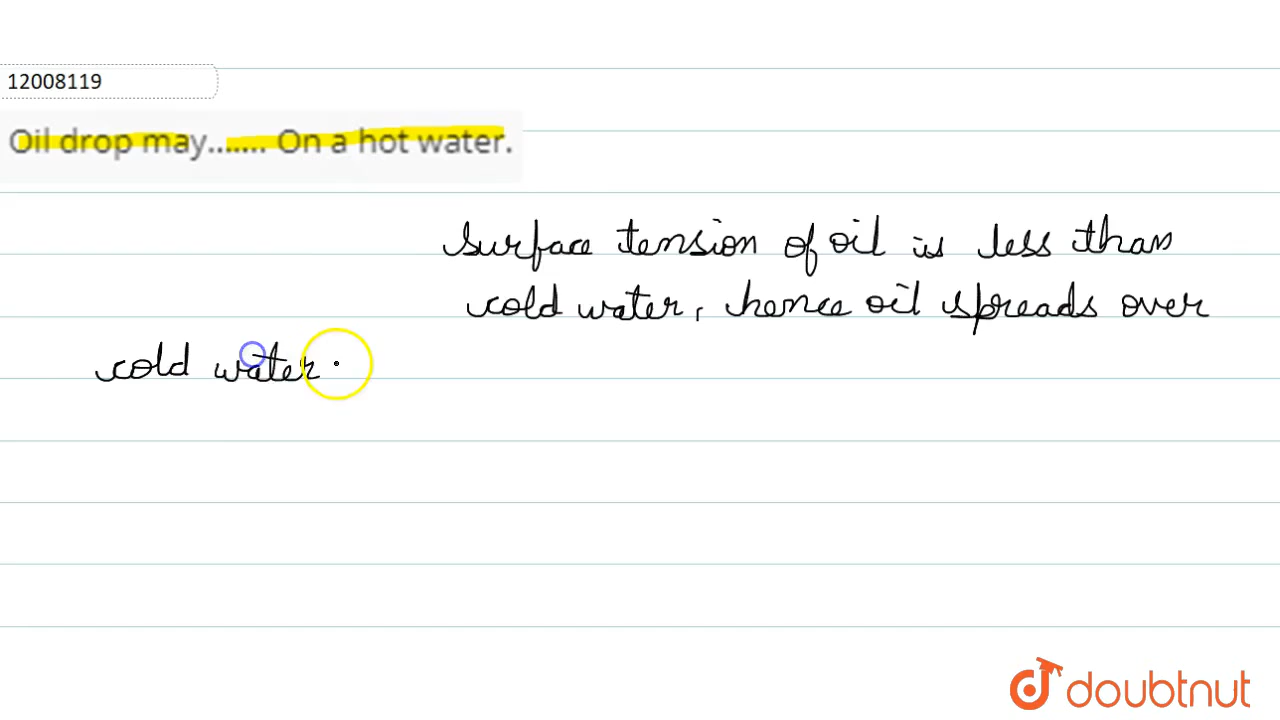 12008119
Oil drop may....... On a hot water.
surface tension of oil is less than
cold water, hence oil spreads over
cold water.
doubtnut